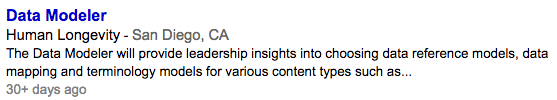 Data Modeler
Human Longevity - San Diego, CA
The Data Modeler will provide leadership insights into choosing data reference models, data
mapping and terminology models for various content types such as...
30+ days ago